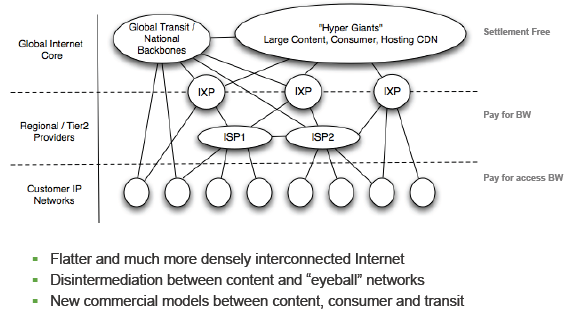 Global Internet
Core
Global Transit /
National
Backbones
"Hyper Giants"
Large Content, Consumer, Hosting CDN
Settlement Free
IXP
IXP
IXP
Pay for BW
Regional / Tier2
Providers
ISP1
ISP2
Pay for access BW
Customer IP
Networks
Flatter and much more densely interconnected Internet
Disintermediation between content and “eyeball” networks
New commercial models between content, consumer and transit